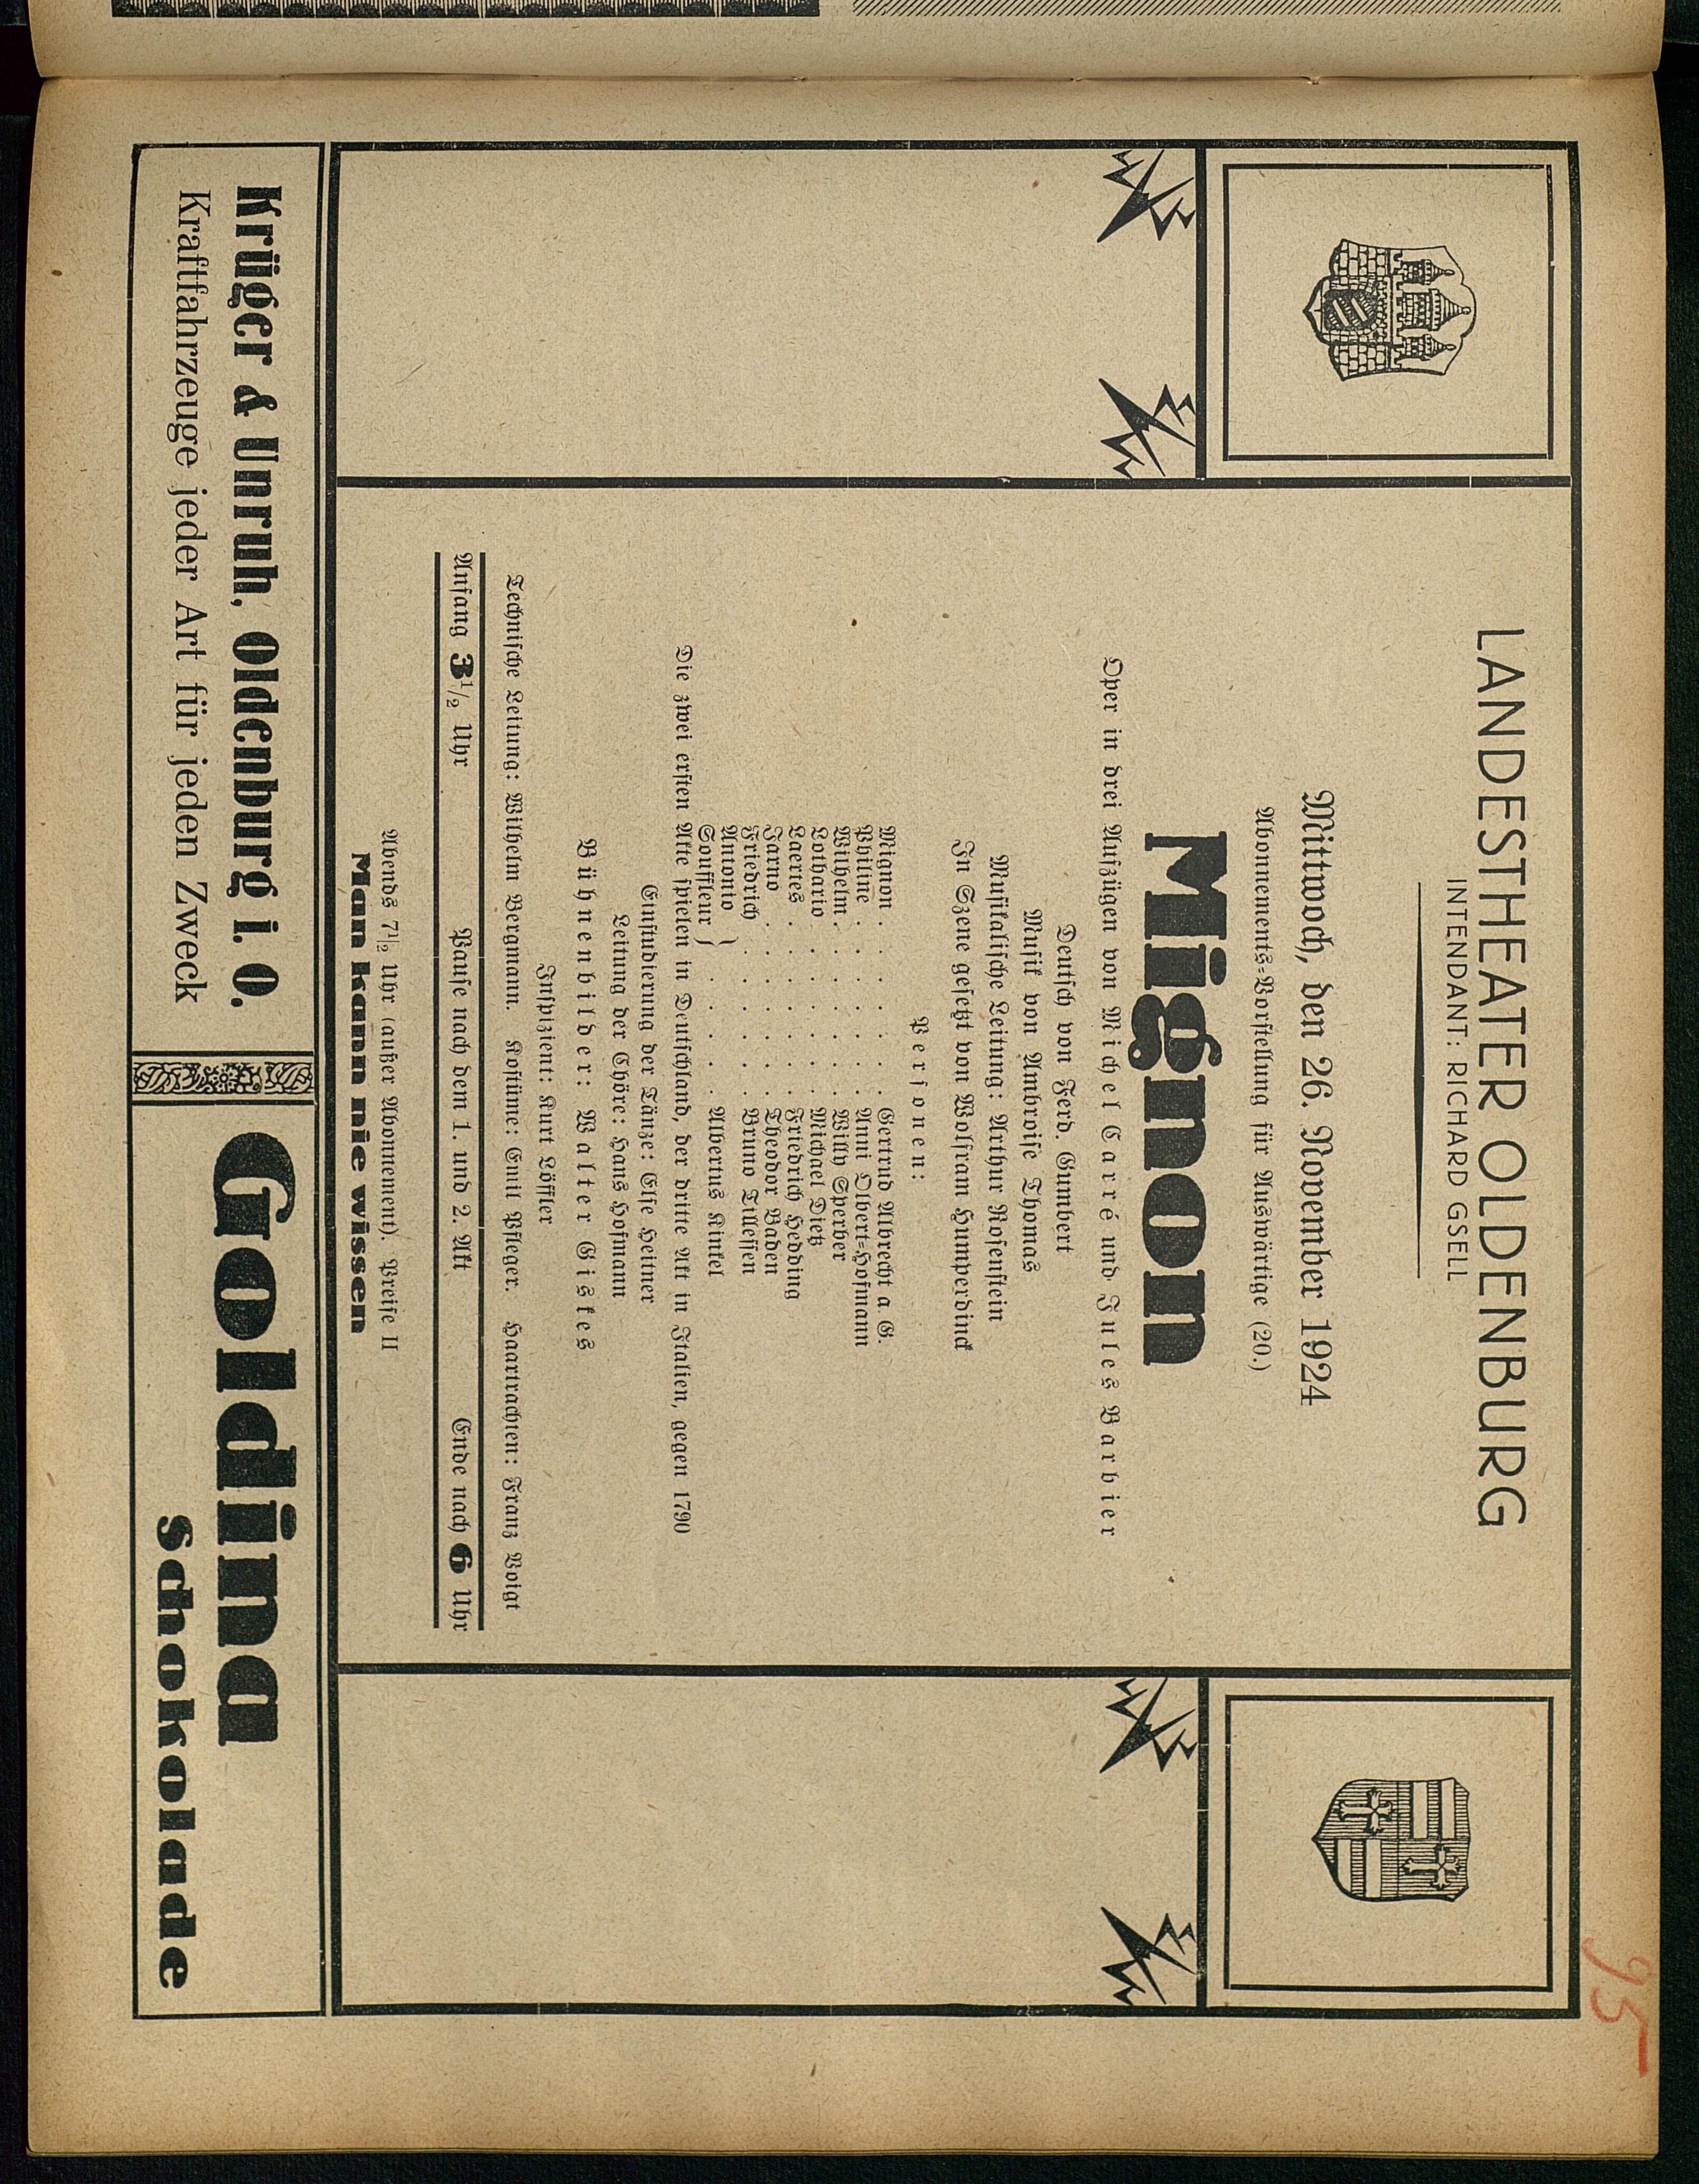 95
LANDESTHEATER OLDENBURG
INTENDANT: RICHARD GSELL
Mittwoch, den 26. November 1924
Abonnements-Vorstellung für Auswärtige (20.)
Mignon
Oper in drei Aufzügen von Michel Carré und Jules Barbier
Deutsch von Ferd. Gumbert
Musik von Ambroise Thomas
Musikalische Leitung: Arthur Rosenstein
In Szene gesetzt von Wolfram Humperdinck
Personen:
Mignon . . . . . . . Gertrud Albrecht a. G.
Philine . . . . . . . Anni Olbert-Hofmann
Wilhelm . . . . . . . Willy Sperber
Lothario . . . . . . . Michael Dietz
Laertes . . . . . . . Friedrich Hedding
Jarno . . . . . . . Theodor Baden
Friedrich . . . . . . . Bruno Tillessen
Antonio
Souffleur } . . . . . Albertus Kinkel
Die zwei ersten Akte spielen in Deutschland, der dritte Akt in Italien, gegen 1790
Einstudierung der Tänze: Else Heitner
Leitung der Chöre: Hans Hofmann
Bühnenbilder: Walter Giskes
Inspizient: Kurt Löffler
Technische Leitung: Wilhelm Bergmann. Kostüme: Emil Pfleger. Haartrachten: Franz Voigt
Anfang 3½ Uhr Pause nach dem 1. und 2. Akt Ende nach 6 Uhr
Abends 7½ Uhr (außer Abonnement). Preise II
Man kann nie wissen
Krüger & Unruh, Oldenburg i. O.
Kraftfahrzeuge jeder Art für jeden Zweck
Goldina
Schokolade